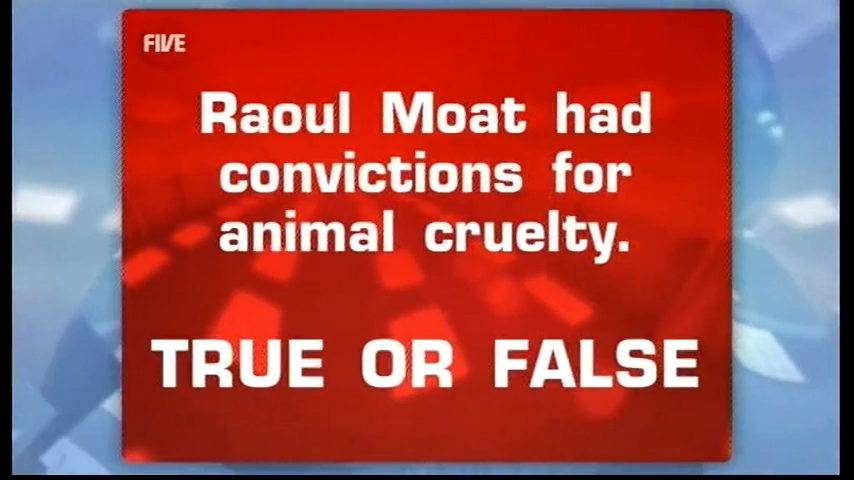 FIVE
Raoul Moat had
convictions for
animal cruelty.
TRUE OR FALSE